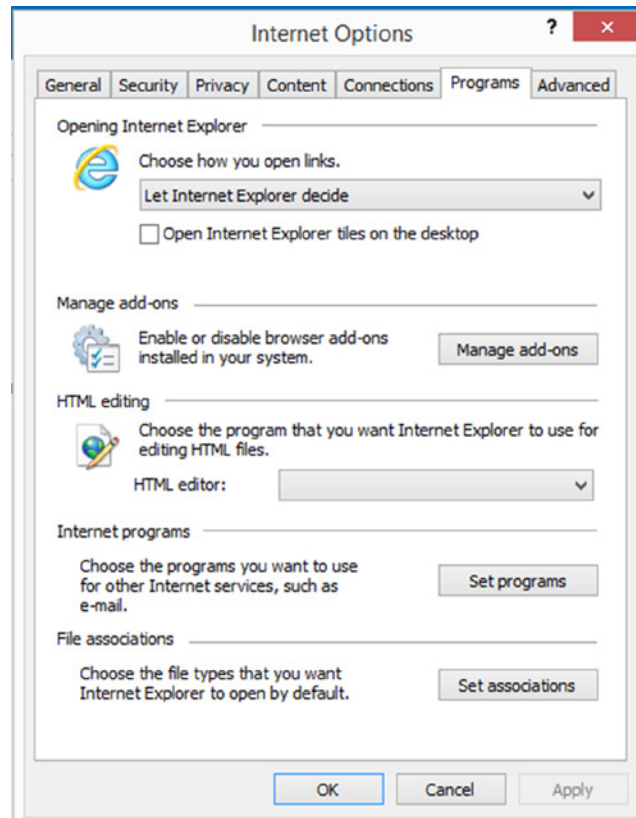 Internet Options ? ×
General Security Privacy Content Connections Programs Advanced
Opening Internet Explorer
Choose how you open links.
Let Internet Explorer decide
Open Internet Explorer tiles on the desktop
Manage add-ons
Enable or disable browser add-ons
installed in your system.
Manage add-ons
HTML editing
Choose the program that you want Internet Explorer to use for
editing HTML files.
HTML editor:
Internet programs
Choose the programs you want to use
for other Internet services, such as
e-mail.
Set programs
File associations
Choose the file types that you want
Internet Explorer to open by default.
Set associations
OK Cancel Apply